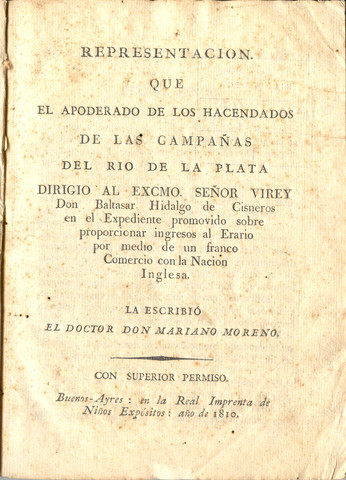 REPRESENTACION.
QUE
EL APODERADO DE LOS HACENDADOS
DE LAS CAMPAÑAS
DEL RIO DE LA PLATA
DIRIGIO AL EXCMO. SEÑOR VIREY
Don Baltasar Hidalgo de Cisneros
en el Expediente promovido sobre
proporcionar ingresos al Erario
por medio de un franco
Comercio con la Nacion
Inglesa.
LA ESCRIBIÓ
EL DOCTOR DON MARIANO MORENO.
CON SUPERIOR PERMISO.
Buenos-Ayres: en la Real Imprenta de
Niños Expósitos: año de 1810.